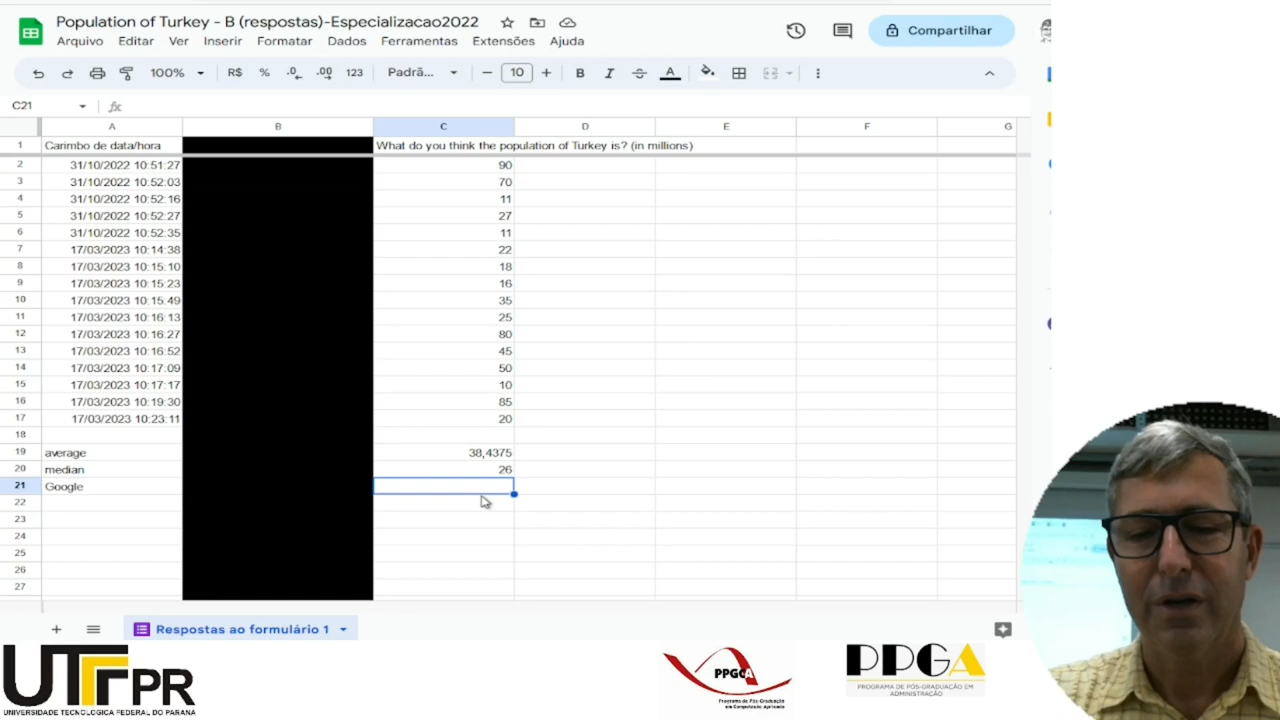 Population of Turkey - B (respostas)-Especializacao2022
Arquivo Editar Ver Inserir Formatar Dados Ferramentas Extensões Ajuda
Compartilhar
100% R$ % .0 .00 123 Padrã... − 10 + B I A
C21 fx
A B C D E F G
1 Carimbo de data/hora What do you think the population of Turkey is? (in millions)
2 31/10/2022 10:51:27 90
3 31/10/2022 10:52:03 70
4 31/10/2022 10:52:16 11
5 31/10/2022 10:52:27 27
6 31/10/2022 10:52:35 11
7 17/03/2023 10:14:38 22
8 17/03/2023 10:15:10 18
9 17/03/2023 10:15:23 16
10 17/03/2023 10:15:49 35
11 17/03/2023 10:16:13 25
12 17/03/2023 10:16:27 80
13 17/03/2023 10:16:52 45
14 17/03/2023 10:17:09 50
15 17/03/2023 10:17:17 10
16 17/03/2023 10:19:30 85
17 17/03/2023 10:23:11 20
18
19 average 38,4375
20 median 26
21 Google
22
23
24
25
26
27
Respostas ao formulário 1
UTFPR
UNIVERSIDADE TECNOLÓGICA FEDERAL DO PARANÁ
PPGCA
Programa de Pós-Graduação
em Computação Aplicada
PPGA
PROGRAMA DE PÓS-GRADUAÇÃO EM
ADMINISTRAÇÃO